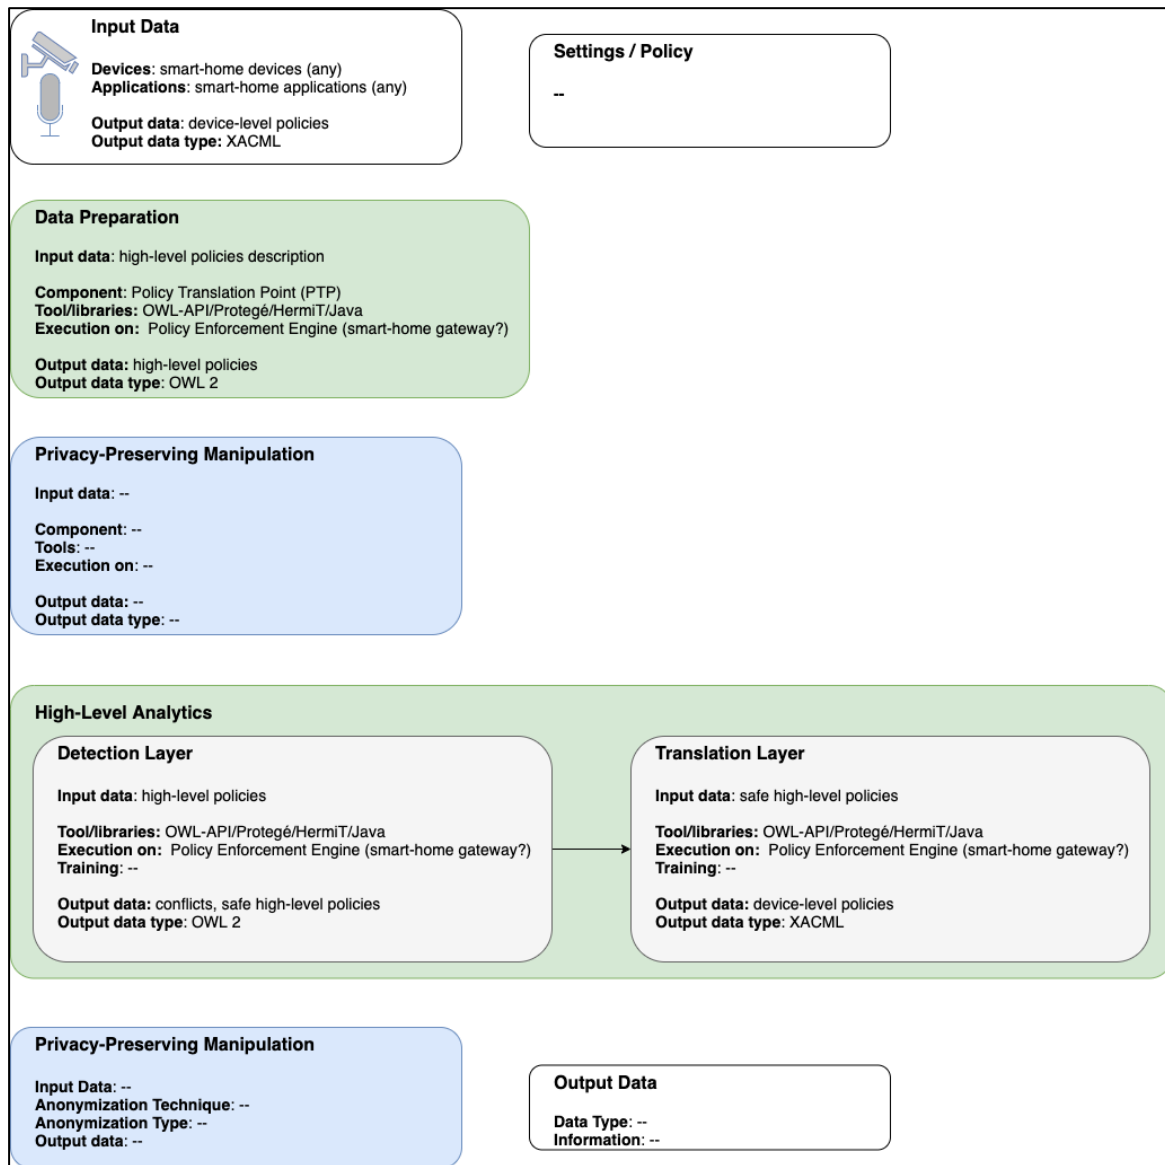 Input Data
Devices: smart-home devices (any)
Applications: smart-home applications (any)
Output data: device-level policies
Output data type: XACML
Settings / Policy
--
Data Preparation
Input data: high-level policies description
Component: Policy Translation Point (PTP)
Tool/libraries: OWL-API/Protegé/HermiT/Java
Execution on: Policy Enforcement Engine (smart-home gateway?)
Output data: high-level policies
Output data type: OWL 2
Privacy-Preserving Manipulation
Input data: --
Component: --
Tools: --
Execution on: --
Output data: --
Output data type: --
High-Level Analytics
Detection Layer
Input data: high-level policies
Tool/libraries: OWL-API/Protegé/HermiT/Java
Execution on: Policy Enforcement Engine (smart-home gateway?)
Training: --
Output data: conflicts, safe high-level policies
Output data type: OWL 2
Translation Layer
Input data: safe high-level policies
Tool/libraries: OWL-API/Protegé/HermiT/Java
Execution on: Policy Enforcement Engine (smart-home gateway?)
Training: --
Output data: device-level policies
Output data type: XACML
Privacy-Preserving Manipulation
Input Data: --
Anonymization Technique: --
Anonymization Type: --
Output data: --
Output Data
Data Type: --
Information: --